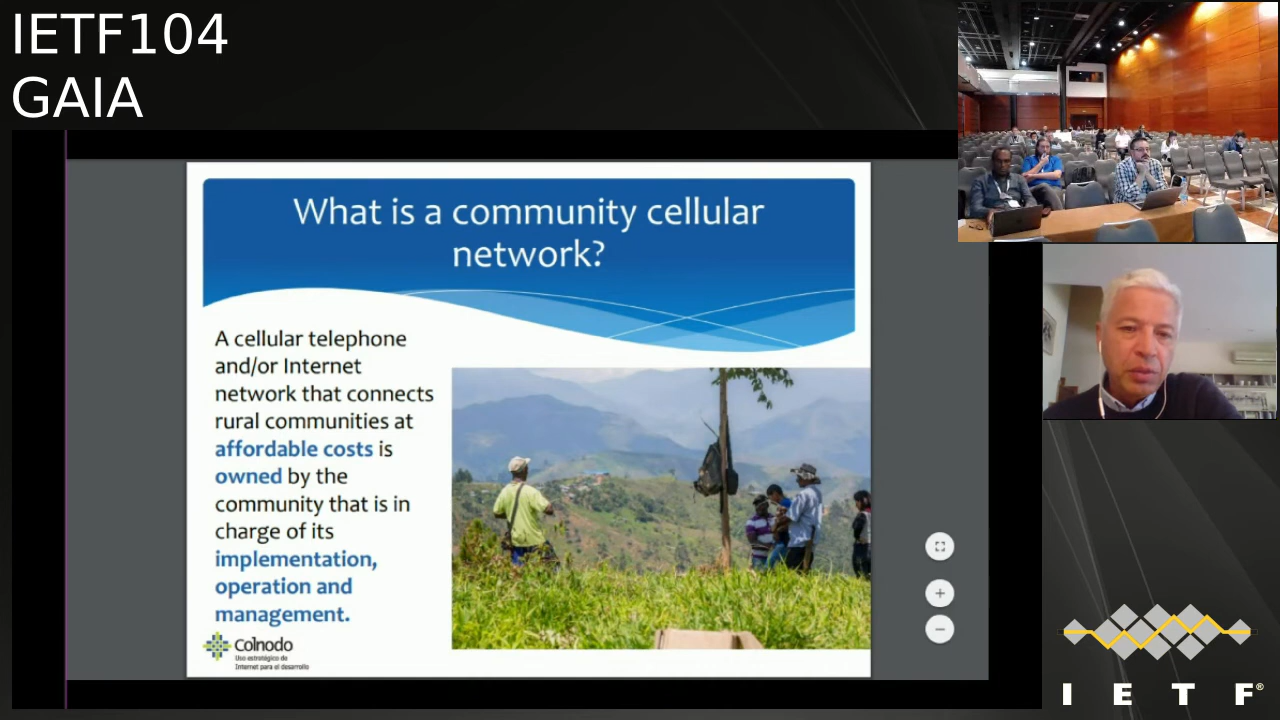 IETF104
GAIA
What is a community cellular
network?
A cellular telephone
and/or Internet
network that connects
rural communities at
affordable costs is
owned by the
community that is in
charge of its
implementation,
operation and
management.
Colnodo
Uso estratégico de
Internet para el desarrollo
I E T F®